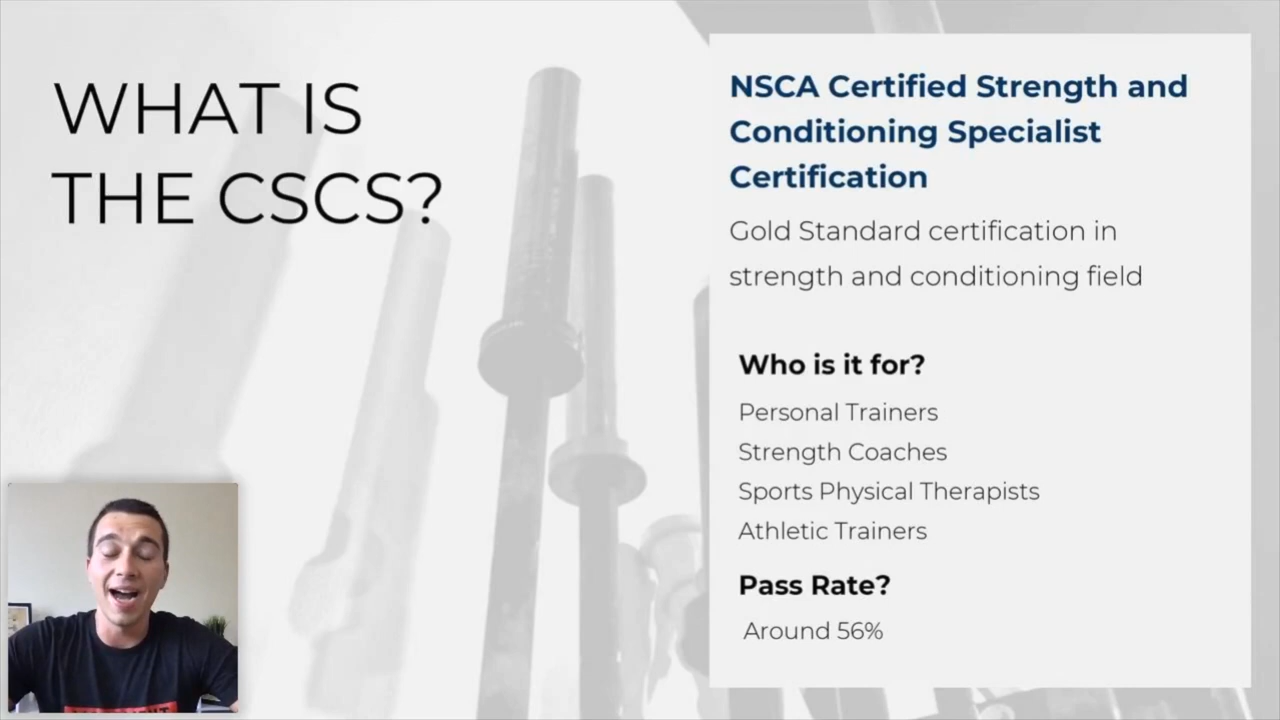 WHAT IS
THE CSCS?
NSCA Certified Strength and
Conditioning Specialist
Certification
Gold Standard certification in
strength and conditioning field
Who is it for?
Personal Trainers
Strength Coaches
Sports Physical Therapists
Athletic Trainers
Pass Rate?
Around 56%